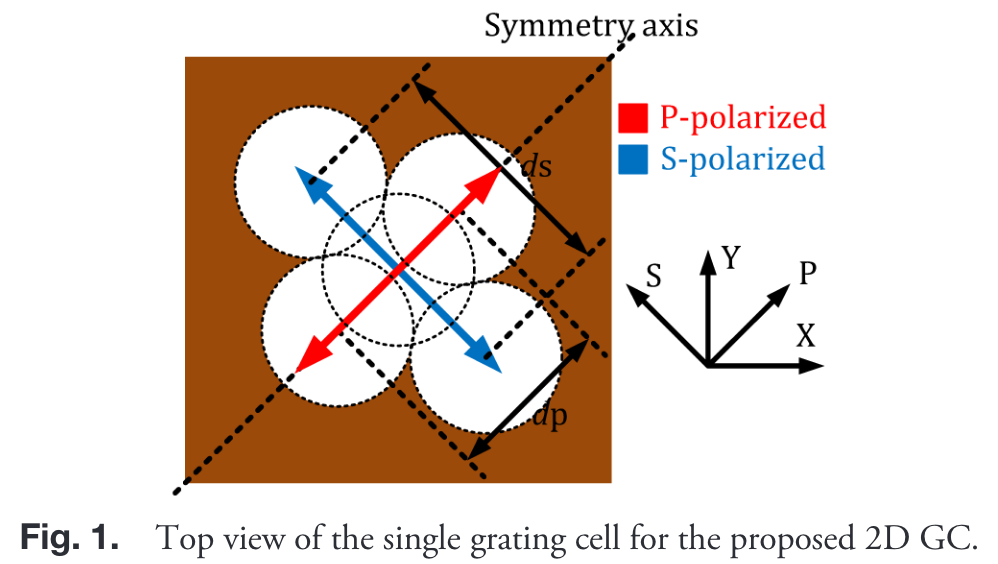 Symmetry axis
P-polarized
S-polarized
ds
S
Y
P
X
dp
Fig. 1. Top view of the single grating cell for the proposed 2D GC.